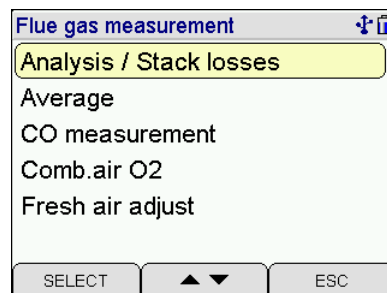 Flue gas measurement
Analysis / Stack losses
Average
CO measurement
Comb.air O2
Fresh air adjust
SELECT ▲ ▼ ESC